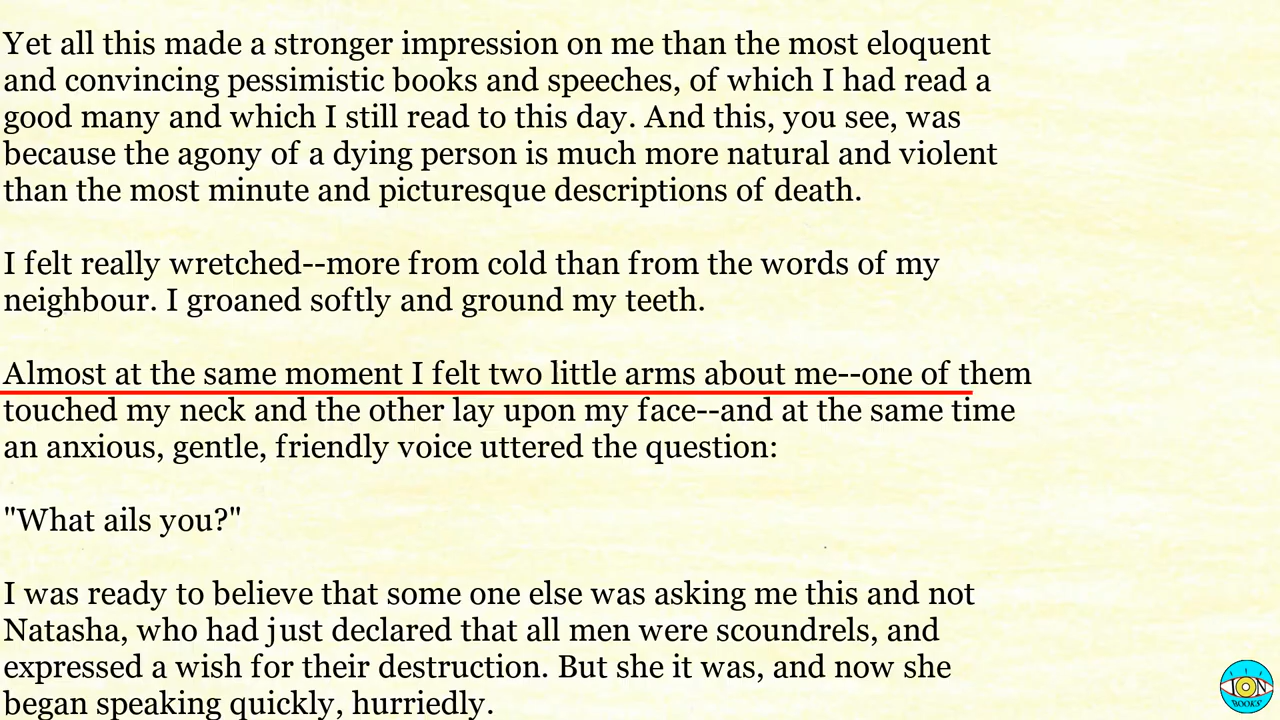 Yet all this made a stronger impression on me than the most eloquent
and convincing pessimistic books and speeches, of which I had read a
good many and which I still read to this day. And this, you see, was
because the agony of a dying person is much more natural and violent
than the most minute and picturesque descriptions of death.
I felt really wretched--more from cold than from the words of my
neighbour. I groaned softly and ground my teeth.
Almost at the same moment I felt two little arms about me--one of them
touched my neck and the other lay upon my face--and at the same time
an anxious, gentle, friendly voice uttered the question:
"What ails you?"
I was ready to believe that some one else was asking me this and not
Natasha, who had just declared that all men were scoundrels, and
expressed a wish for their destruction. But she it was, and now she
began speaking quickly, hurriedly.
ION
BOOKS